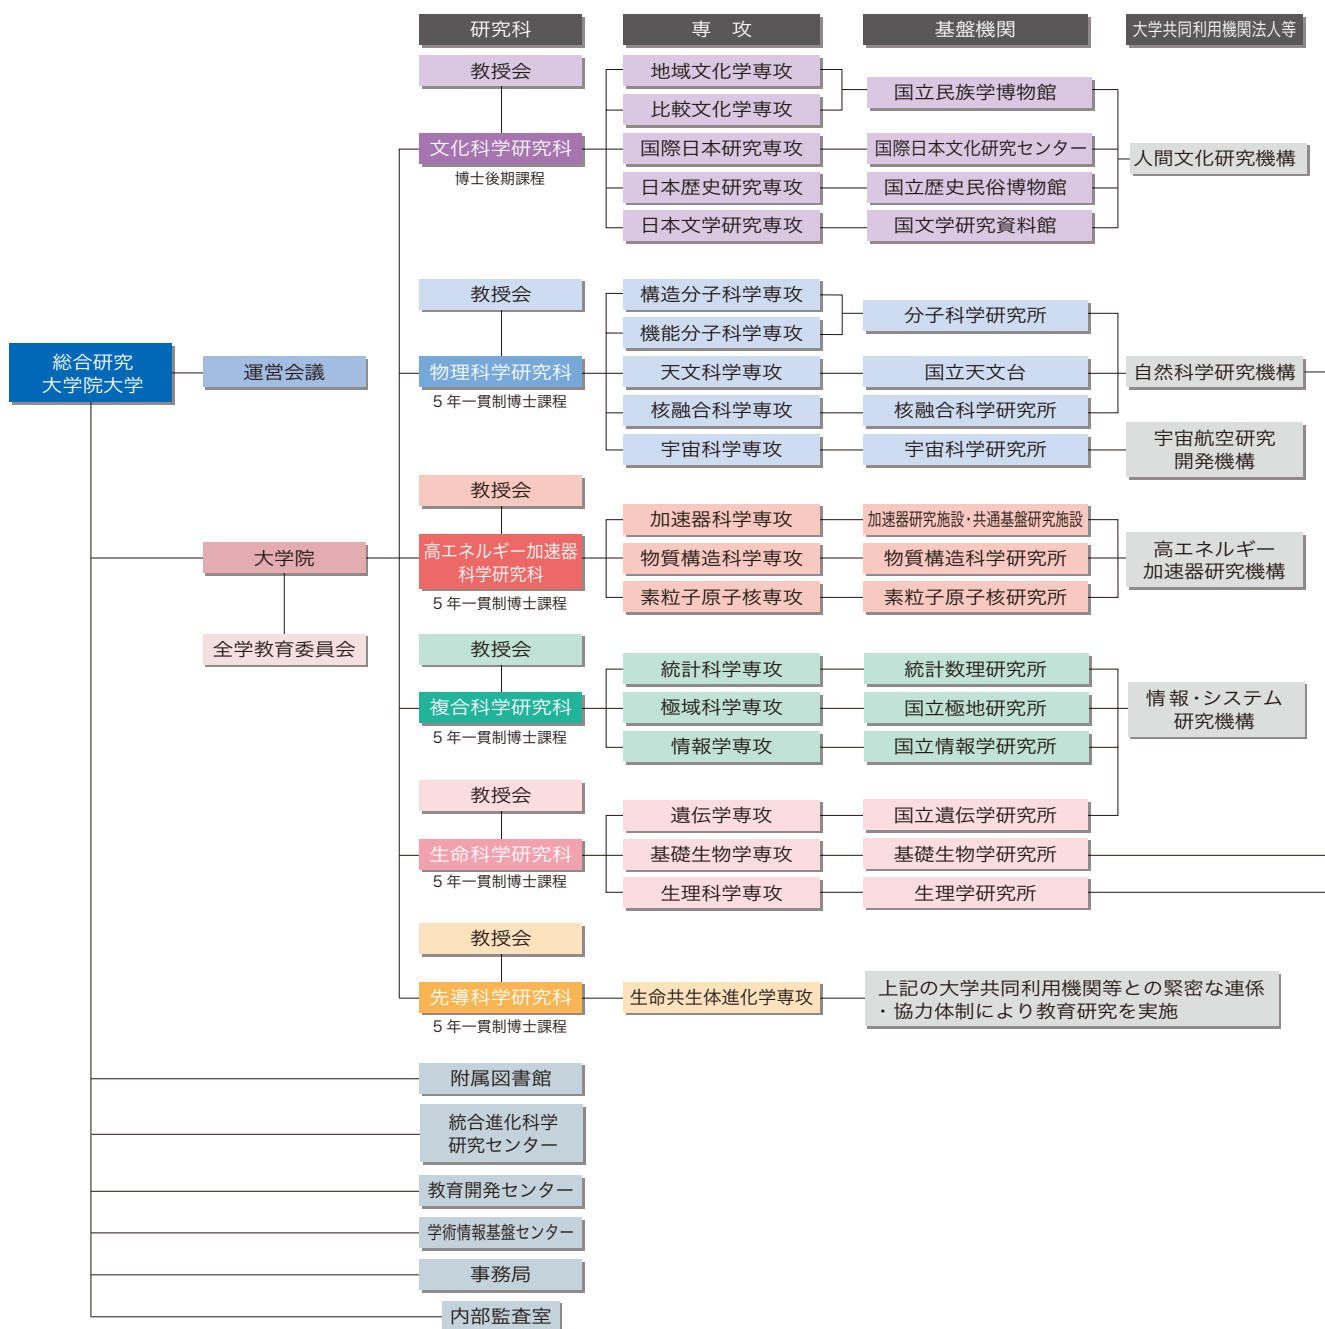 研究科
専　攻
基盤機関
大学共同利用機関法人等
教授会
地域文化学専攻
比較文化学専攻
国立民族学博物館
文化科学研究科
博士後期課程
国際日本研究専攻
国際日本文化研究センター
人間文化研究機構
日本歴史研究専攻
国立歴史民俗博物館
日本文学研究専攻
国文学研究資料館
教授会
構造分子科学専攻
機能分子科学専攻
分子科学研究所
総合研究
大学院大学
運営会議
物理科学研究科
5 年一貫制博士課程
天文科学専攻
国立天文台
自然科学研究機構
核融合科学専攻
核融合科学研究所
宇宙科学専攻
宇宙科学研究所
宇宙航空研究
開発機構
教授会
加速器科学専攻
加速器研究施設・共通基盤研究施設
大学院
高エネルギー加速器
科学研究科
5 年一貫制博士課程
物質構造科学専攻
物質構造科学研究所
高エネルギー
加速器研究機構
素粒子原子核専攻
素粒子原子核研究所
全学教育委員会
教授会
統計科学専攻
統計数理研究所
複合科学研究科
5 年一貫制博士課程
極域科学専攻
国立極地研究所
情報・システム
研究機構
情報学専攻
国立情報学研究所
教授会
遺伝学専攻
国立遺伝学研究所
生命科学研究科
5 年一貫制博士課程
基礎生物学専攻
基礎生物学研究所
生理科学専攻
生理学研究所
教授会
先導科学研究科
5 年一貫制博士課程
生命共生体進化学専攻
上記の大学共同利用機関等との緊密な連係
・協力体制により教育研究を実施
附属図書館
統合進化科学
研究センター
教育開発センター
学術情報基盤センター
事務局
内部監査室